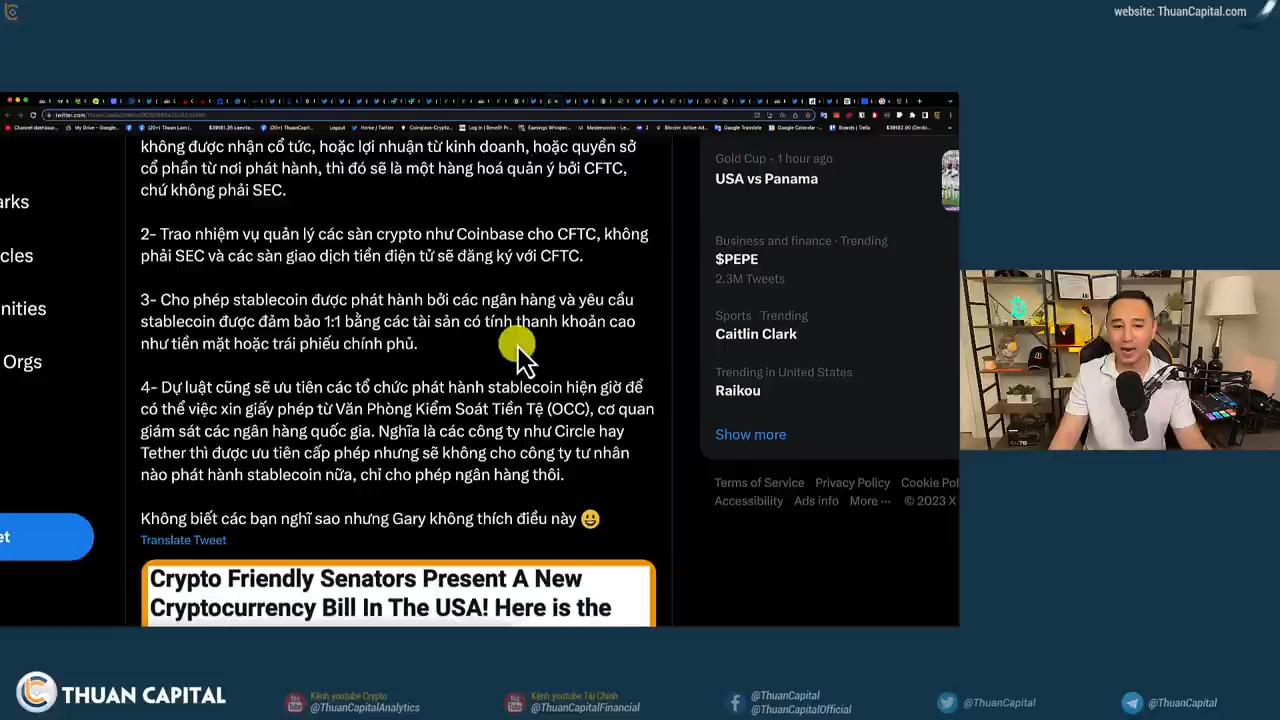 website: ThuanCapital.com
không được nhận cổ tức, hoặc lợi nhuận từ kinh doanh, hoặc quyền sở
cổ phần từ nơi phát hành, thì đó sẽ là một hàng hoá quản ý bởi CFTC,
chứ không phải SEC.
2- Trao nhiệm vụ quản lý các sàn crypto như Coinbase cho CFTC, không
phải SEC và các sàn giao dịch tiền điện tử sẽ đăng ký với CFTC.
3- Cho phép stablecoin được phát hành bởi các ngân hàng và yêu cầu
stablecoin được đảm bảo 1:1 bằng các tài sản có tính thanh khoản cao
như tiền mặt hoặc trái phiếu chính phủ.
4- Dự luật cũng sẽ ưu tiên các tổ chức phát hành stablecoin hiện giờ để
có thể việc xin giấy phép từ Văn Phòng Kiểm Soát Tiền Tệ (OCC), cơ quan
giám sát các ngân hàng quốc gia. Nghĩa là các công ty như Circle hay
Tether thì được ưu tiên cấp phép nhưng sẽ không cho công ty tư nhân
nào phát hành stablecoin nữa, chỉ cho phép ngân hàng thôi.
Không biết các bạn nghĩ sao nhưng Gary không thích điều này 😃
Translate Tweet
Crypto Friendly Senators Present A New
Cryptocurrency Bill In The USA! Here is the
arks
cles
nities
Orgs
et
Gold Cup · 1 hour ago
USA vs Panama
Business and finance · Trending
$PEPE
2.3M Tweets
Sports · Trending
Caitlin Clark
Trending in United States
Raikou
Show more
Terms of Service Privacy Policy Cookie Pol
Accessibility Ads info More ··· © 2023 X
THUAN CAPITAL
Kênh youtube Crypto
@ThuanCapitalAnalytics
Kênh youtube Tài Chính
@ThuanCapitalFinancial
@ThuanCapital
@ThuanCapitalOfficial
@ThuanCapital
@ThuanCapital